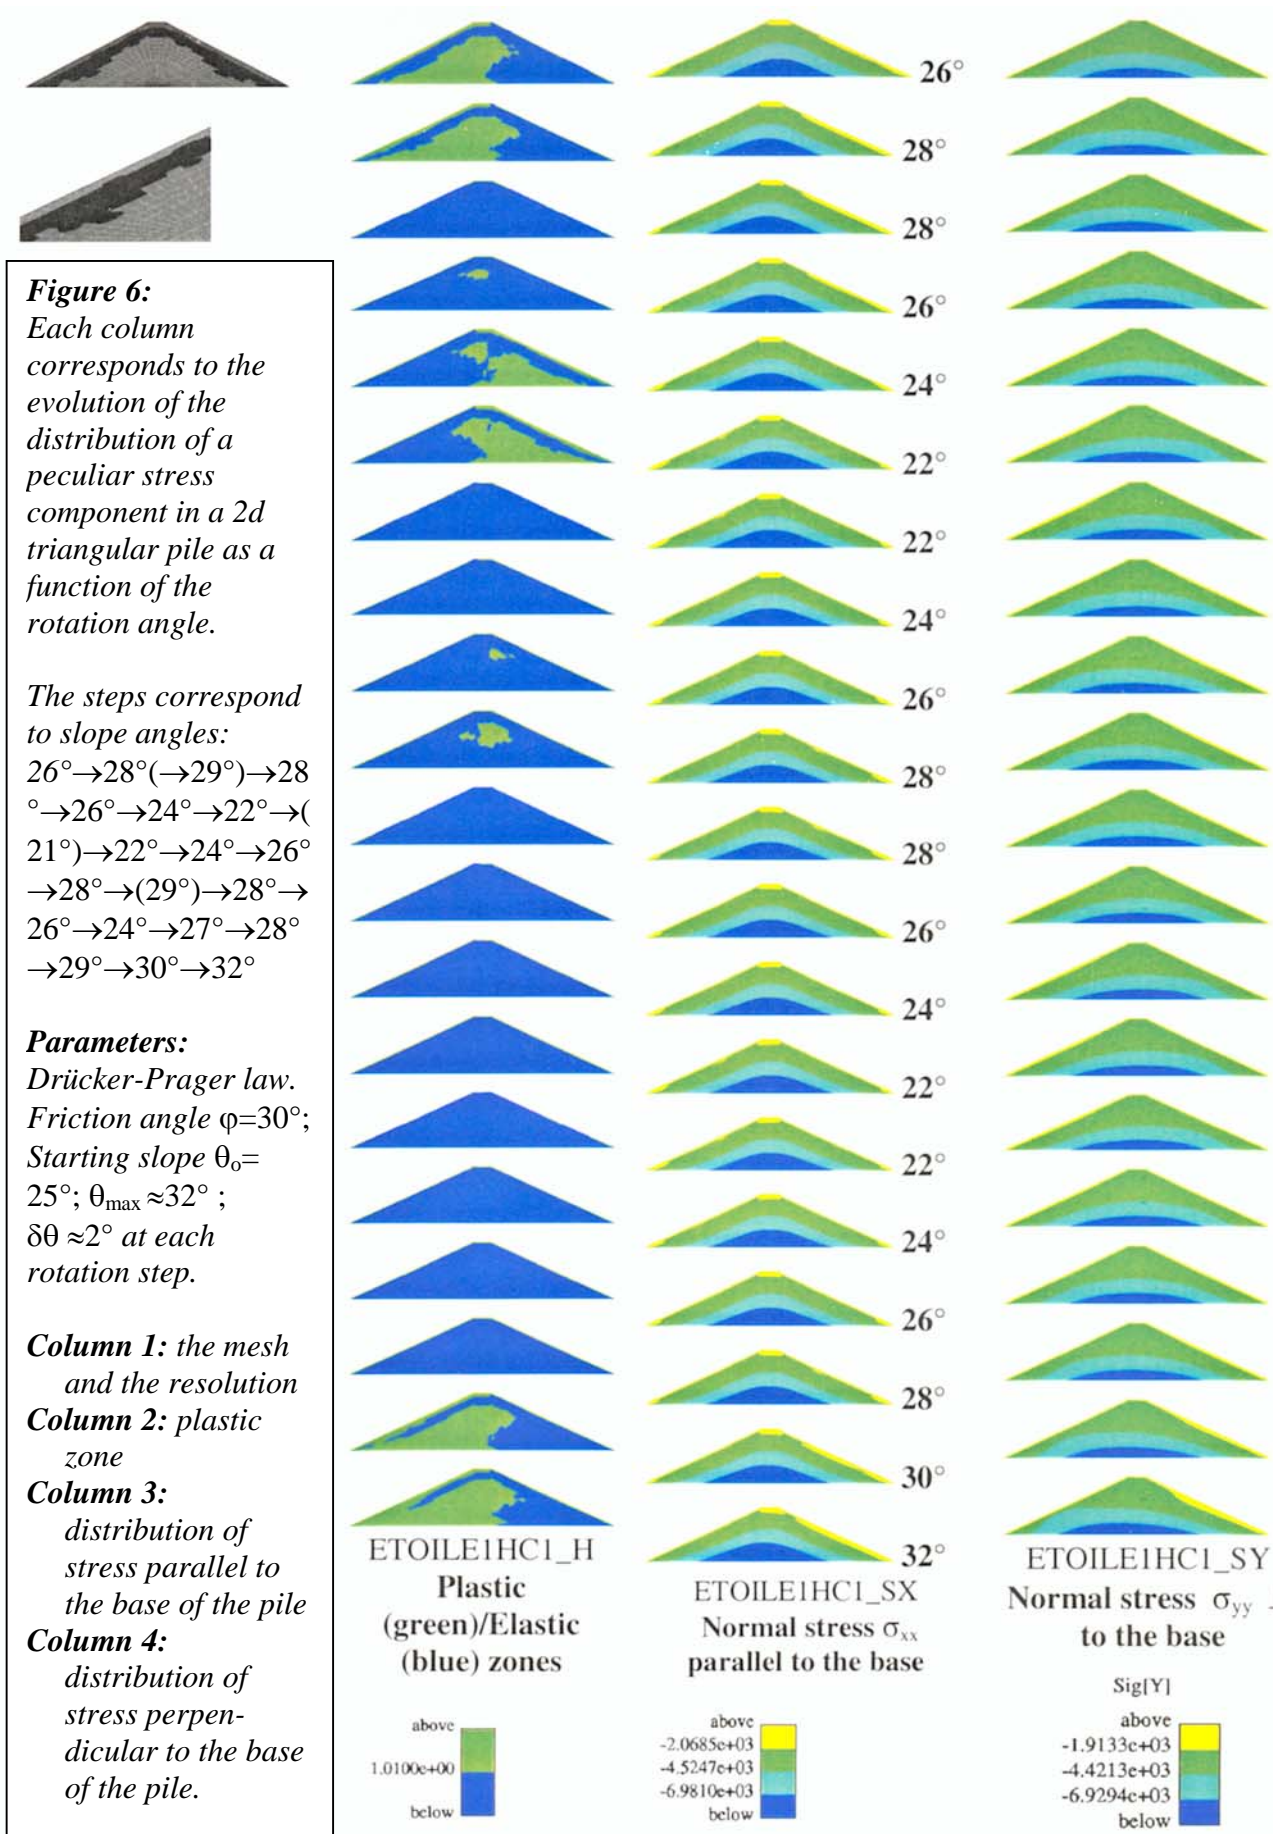 Figure 6:
Each column
corresponds to the
evolution of the
distribution of a
peculiar stress
component in a 2d
triangular pile as a
function of the
rotation angle.
The steps correspond
to slope angles:
26°→28°(→29°)→28
°→26°→24°→22°→(
21°)→22°→24°→26°
→28°→(29°)→28°→
26°→24°→27°→28°
→29°→30°→32°
Parameters:
Drücker-Prager law.
Friction angle φ=30°;
Starting slope θo=
25°; θmax ≈32° ;
δθ ≈2° at each
rotation step.
Column 1: the mesh
and the resolution
Column 2: plastic
zone
Column 3:
distribution of
stress parallel to
the base of the pile
Column 4:
distribution of
stress perpen-
dicular to the base
of the pile.
ETOILE1HC1_H
Plastic
(green)/Elastic
(blue) zones
above
1.0100e+00
below
26°
28°
28°
26°
24°
22°
22°
24°
26°
28°
28°
26°
24°
22°
22°
24°
26°
28°
30°
32°
ETOILE1HC1_SX
Normal stress σxx
parallel to the base
above
-2.0685e+03
-4.5247e+03
-6.9810e+03
below
ETOILE1HC1_SY
Normal stress σyy
to the base
Sig[Y]
above
-1.9133e+03
-4.4213e+03
-6.9294e+03
below